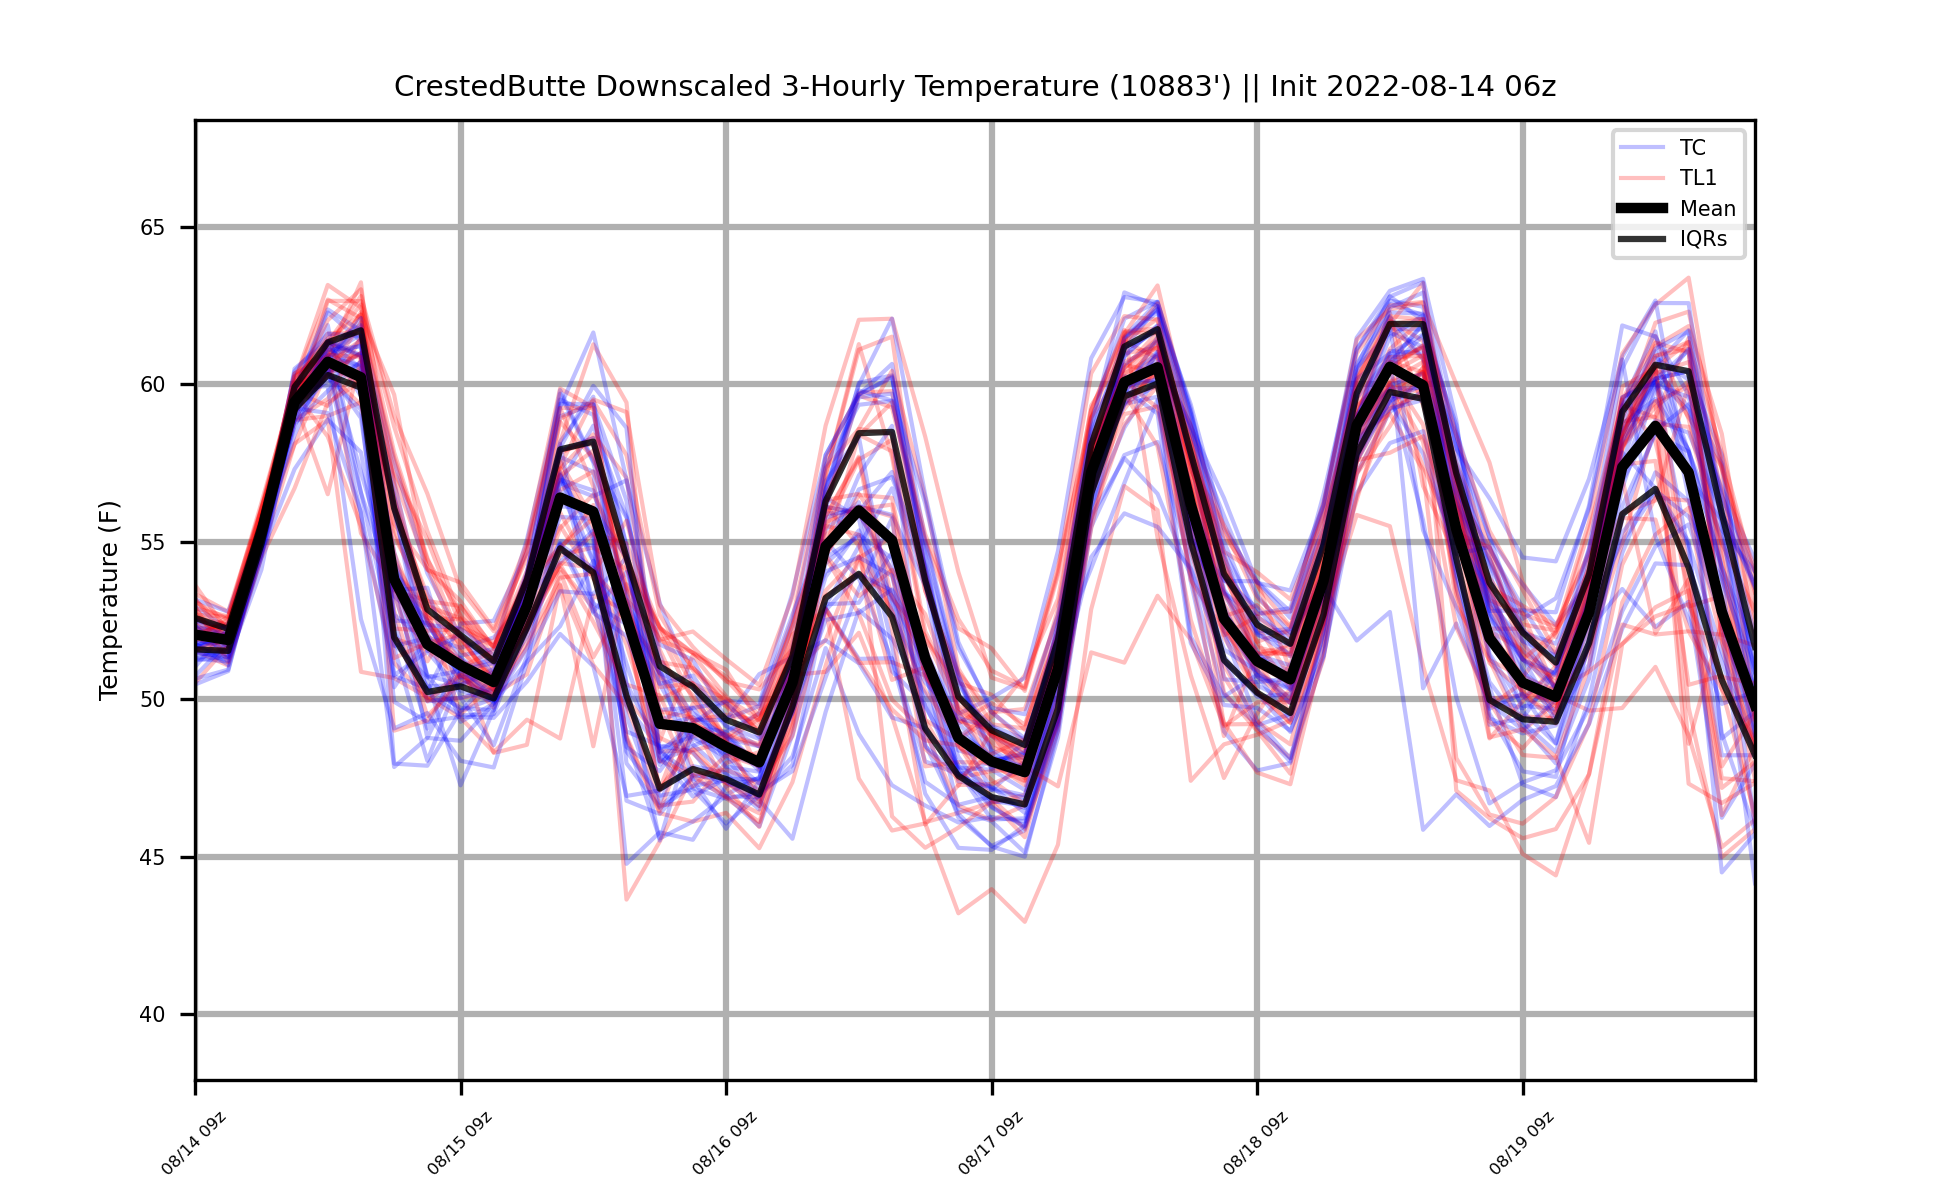 CrestedButte Downscaled 3-Hourly Temperature (10883') || Init 2022-08-14 06z
TC
TL1
Mean
IQRs
Temperature (F)
65
60
55
50
45
40
08/14 09z
08/15 09z
08/16 09z
08/17 09z
08/18 09z
08/19 09z